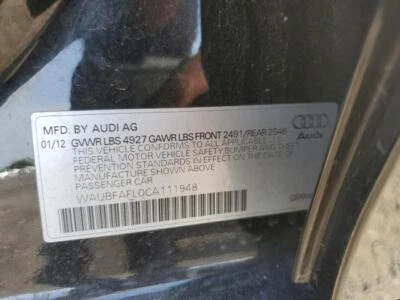 MFD. BY AUDI AG
01/12 GVWR LBS 4927 GAWR LBS FRONT 2491/REAR 2546
THIS VEHICLE CONFORMS TO ALL APPLICABLE
FEDERAL MOTOR VEHICLE SAFETY, BUMPER AND THEFT
PREVENTION STANDARDS IN EFFECT ON THE DATE OF
MANUFACTURE SHOWN ABOVE
PASSENGER CAR
WAUBFAFL0CA111948
Audi